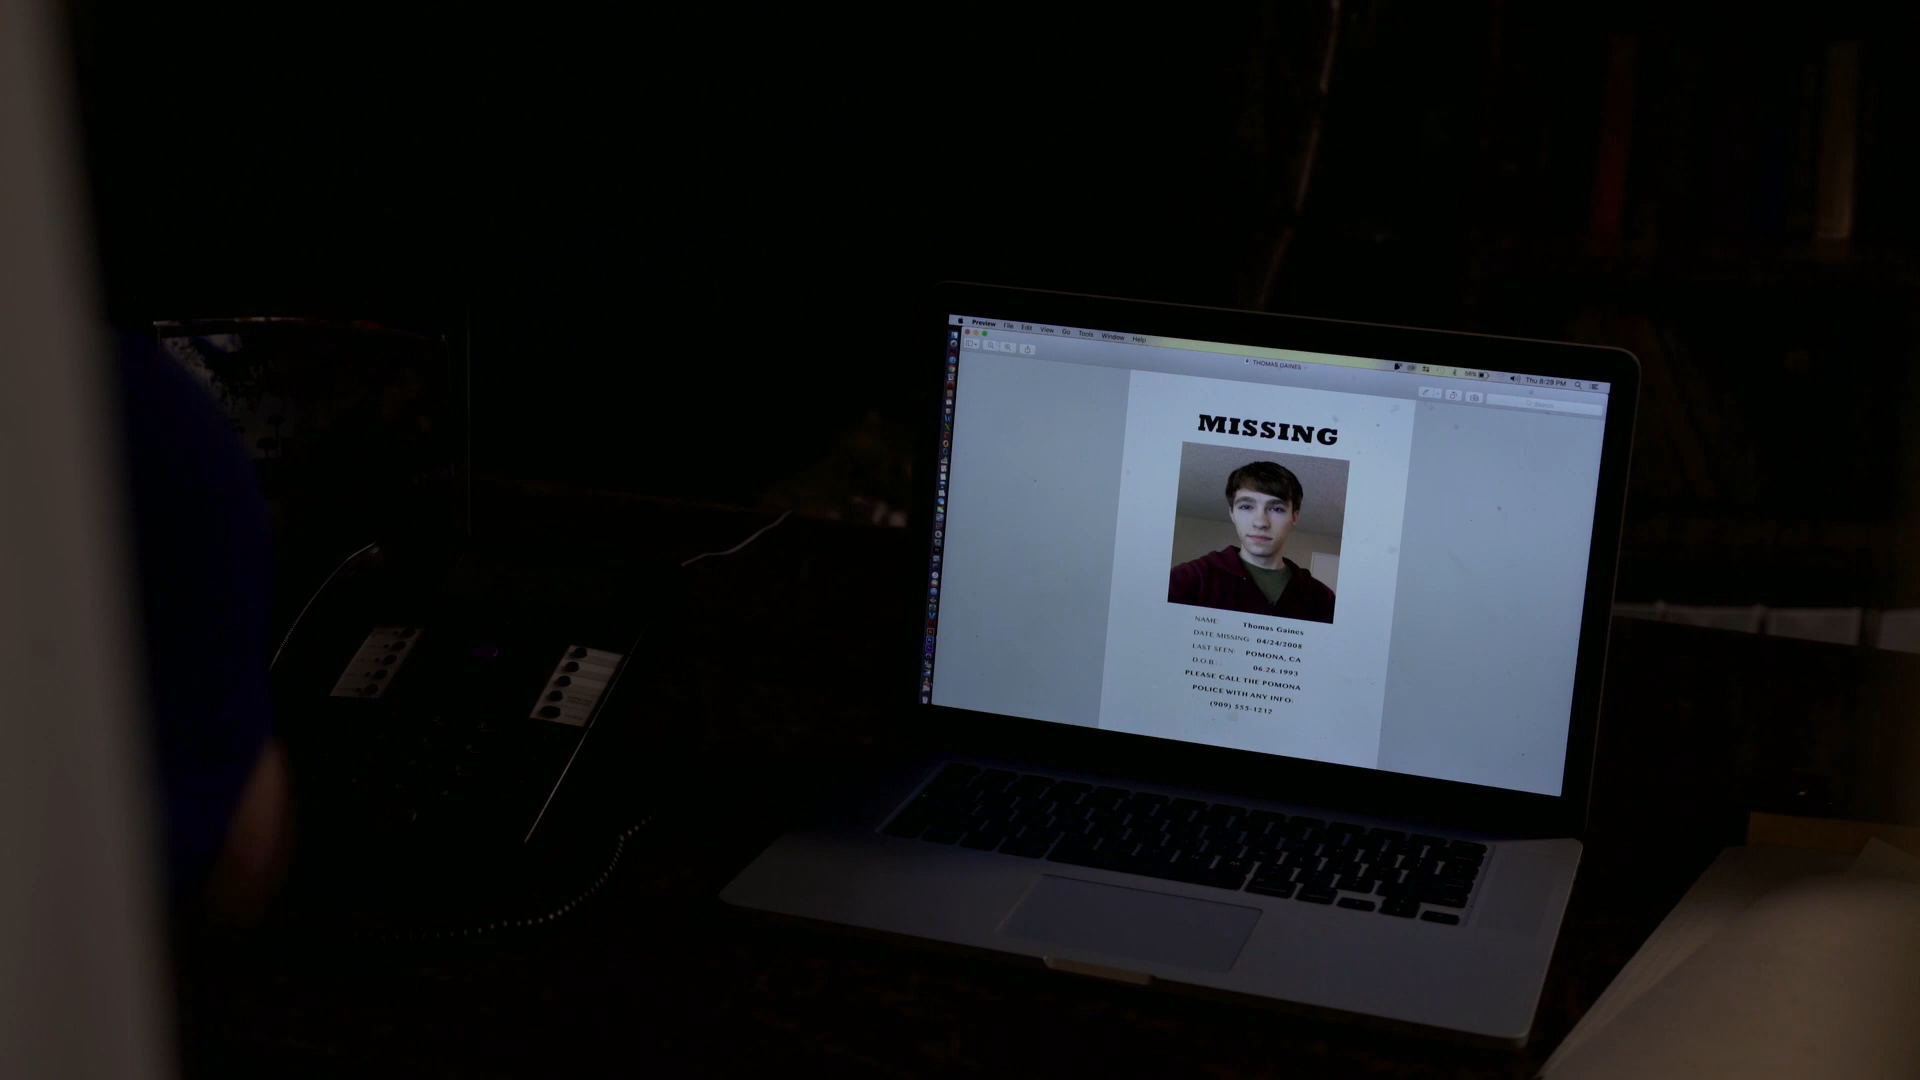 Preview File Edit View Go Tools Window Help
THOMAS GAINES
Thu 8:29 PM
Search
MISSING
NAME: Thomas Gaines
DATE MISSING: 04/24/2008
LAST SEEN: POMONA, CA
D.O.B.: 06.26.1993
PLEASE CALL THE POMONA
POLICE WITH ANY INFO:
(909) 555-1212